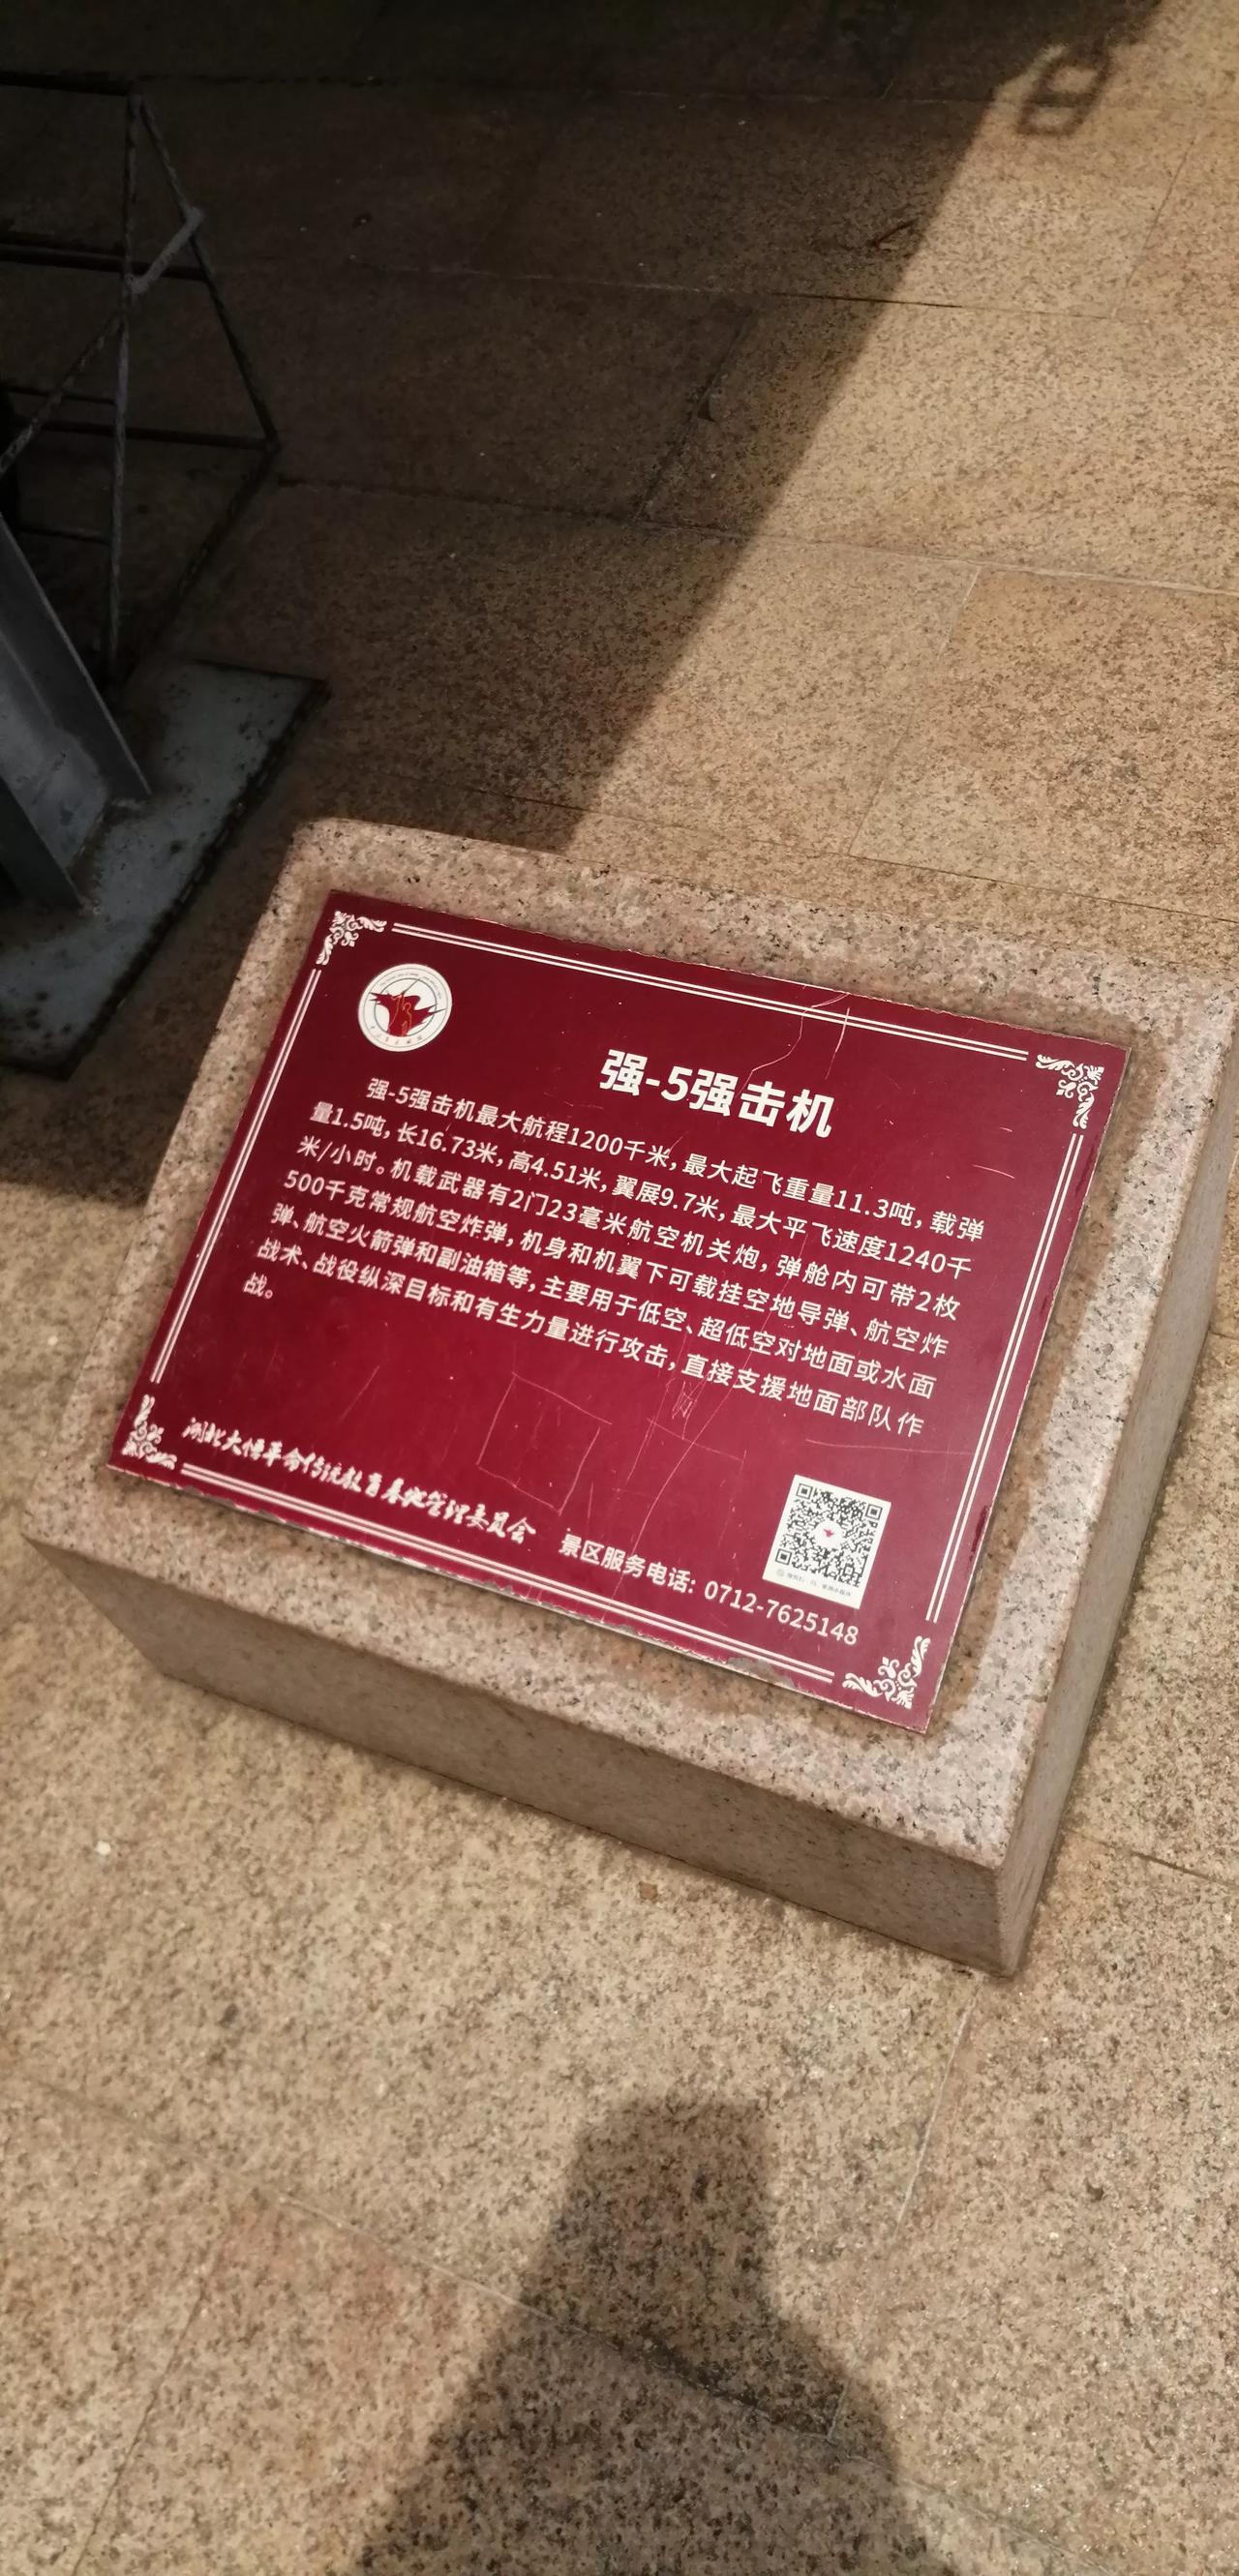 强-5强击机
强-5强击机最大航程1200千米，最大起飞重量11.3吨，载弹
量1.5吨，长16.73米，高4.51米，翼展9.7米，最大平飞速度1240千
米/小时。机载武器有2门23毫米航空机关炮，弹舱内可带2枚
500千克常规航空炸弹，机身和机翼下可载挂空地导弹、航空炸
弹、航空火箭弹和副油箱等，主要用于低空、超低空对地面或水面
战术、战役纵深目标和有生力量进行攻击，直接支援地面部队作
战。
湖北大悟革命传统教育基地管理委员会
景区服务电话：0712-7625148